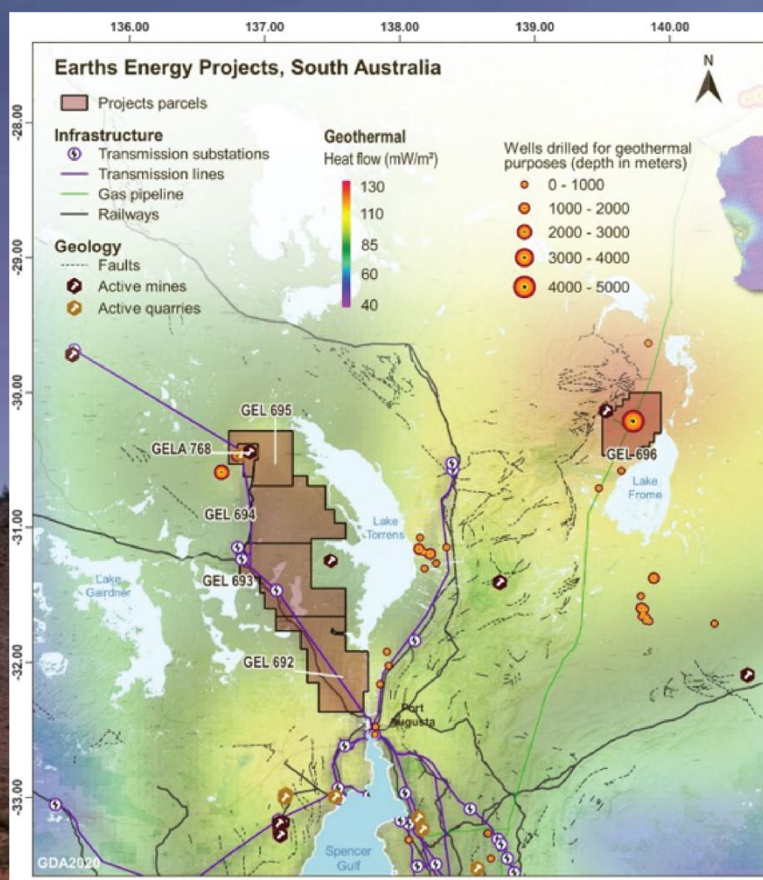 136.00 137.00 138.00 139.00 140.00
Earths Energy Projects, South Australia
N
Projects parcels
Infrastructure
Transmission substations
Transmission lines
Gas pipeline
Railways
Geology
Faults
Active mines
Active quarries
Geothermal
Heat flow (mW/m²)
130
110
85
60
40
Wells drilled for geothermal
purposes (depth in meters)
0 - 1000
1000 - 2000
2000 - 3000
3000 - 4000
4000 - 5000
-28.00
-29.00
-30.00
-31.00
-32.00
-33.00
GEL 695
GELA 768
GEL 696
Lake
Frome
GEL 694
Lake
Torrens
GEL 693
Lake
Gairdner
GEL 692
Port
Augusta
Spencer
Gulf
GDA2020